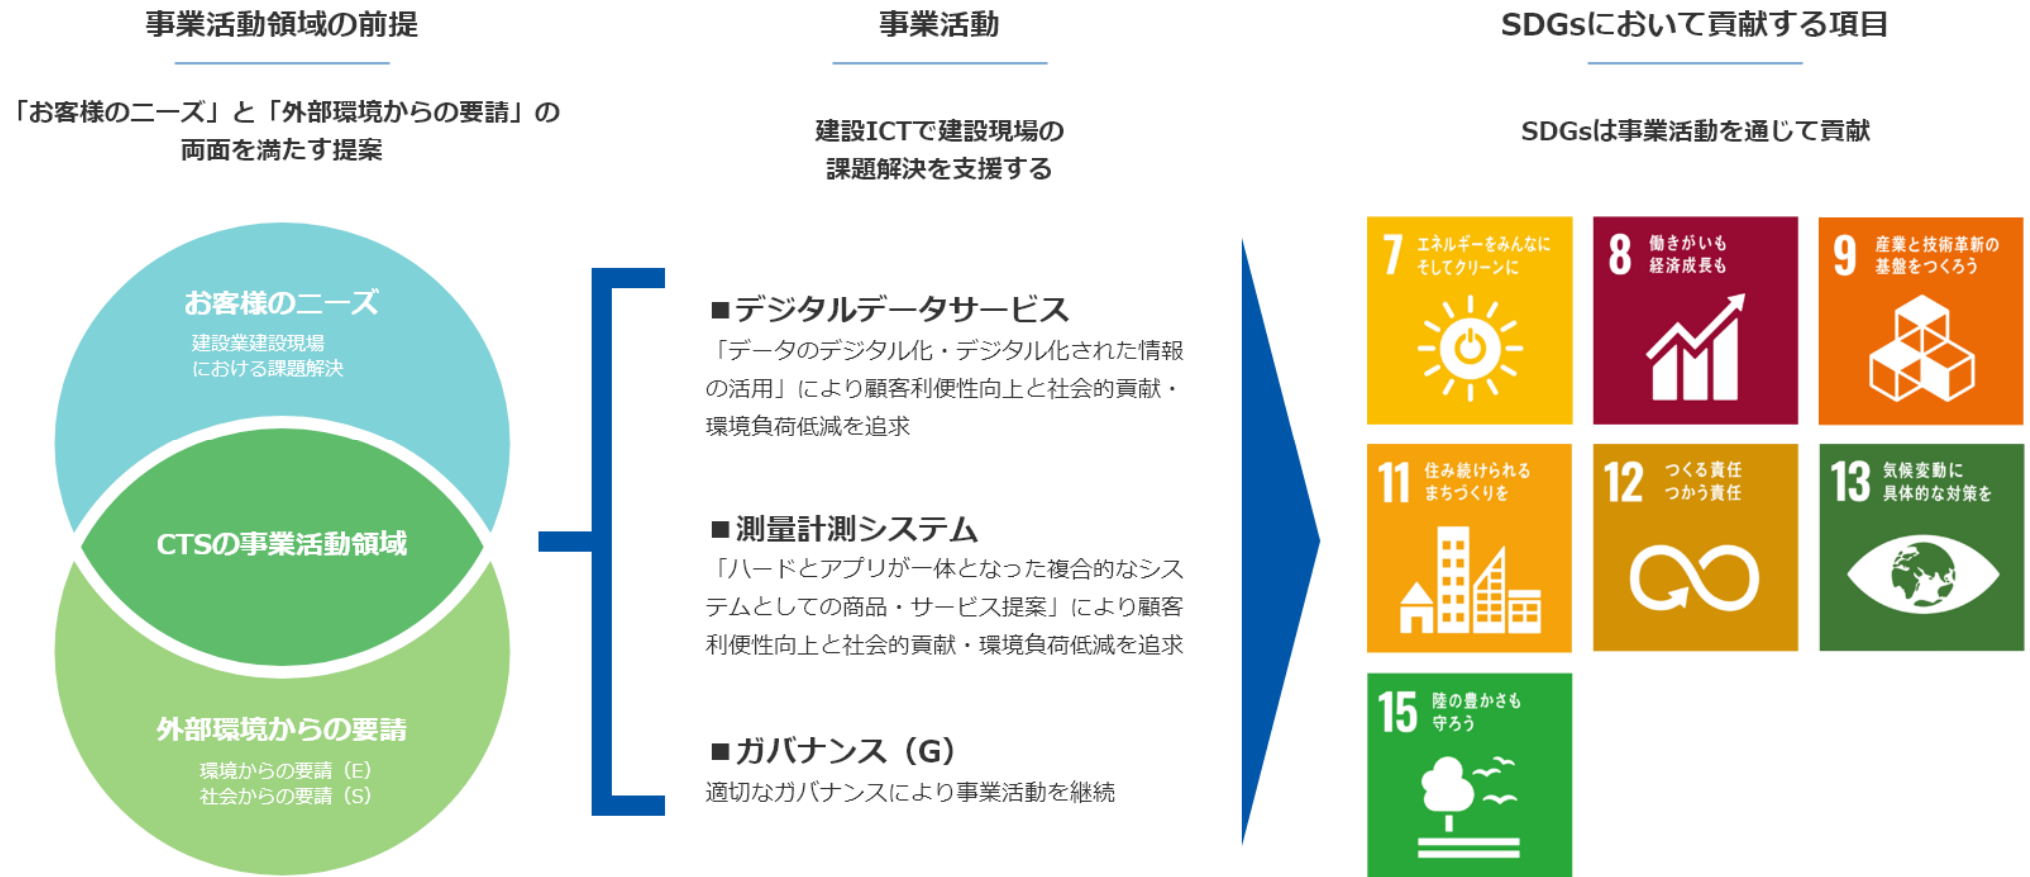 事業活動領域の前提
「お客様のニーズ」と「外部環境からの要請」の
両面を満たす提案
お客様のニーズ
建設業建設現場
における課題解決
CTSの事業活動領域
外部環境からの要請
環境からの要請（E）
社会からの要請（S）
事業活動
建設ICTで建設現場の
課題解決を支援する
■デジタルデータサービス
「データのデジタル化・デジタル化された情報
の活用」により顧客利便性向上と社会的貢献・
環境負荷低減を追求
■測量計測システム
「ハードとアプリが一体となった複合的なシス
テムとしての商品・サービス提案」により顧客
利便性向上と社会的貢献・環境負荷低減を追求
■ガバナンス（G）
適切なガバナンスにより事業活動を継続
SDGsにおいて貢献する項目
SDGsは事業活動を通じて貢献
7 エネルギーをみんなに
そしてクリーンに
8 働きがいも
経済成長も
9 産業と技術革新の
基盤をつくろう
11 住み続けられる
まちづくりを
12 つくる責任
つかう責任
13 気候変動に
具体的な対策を
15 陸の豊かさも
守ろう